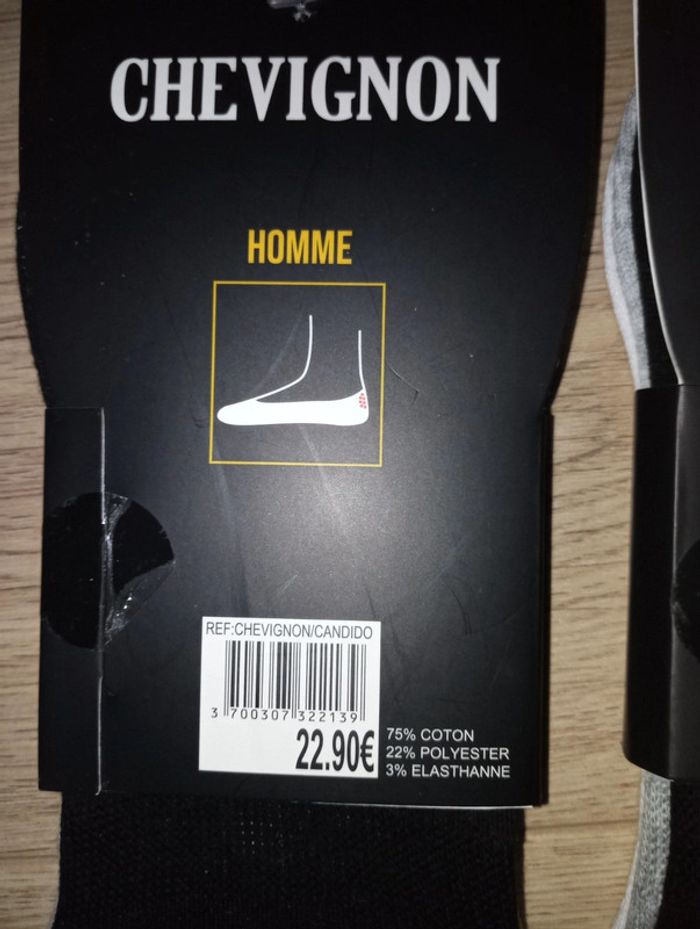 CHEVIGNON
HOMME
REF:CHEVIGNON/CANDIDO
3 700307 322139
22.90€
75% COTON
22% POLYESTER
3% ELASTHANNE